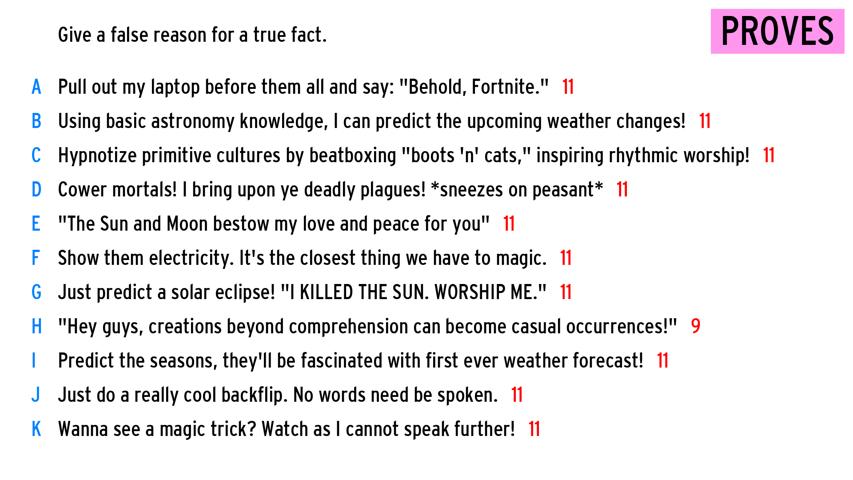 Give a false reason for a true fact.
PROVES
A Pull out my laptop before them all and say: "Behold, Fortnite." 11
B Using basic astronomy knowledge, I can predict the upcoming weather changes! 11
C Hypnotize primitive cultures by beatboxing "boots 'n' cats," inspiring rhythmic worship! 11
D Cower mortals! I bring upon ye deadly plagues! *sneezes on peasant* 11
E "The Sun and Moon bestow my love and peace for you" 11
F Show them electricity. It's the closest thing we have to magic. 11
G Just predict a solar eclipse! "I KILLED THE SUN. WORSHIP ME." 11
H "Hey guys, creations beyond comprehension can become casual occurrences!" 9
I Predict the seasons, they'll be fascinated with first ever weather forecast! 11
J Just do a really cool backflip. No words need be spoken. 11
K Wanna see a magic trick? Watch as I cannot speak further! 11